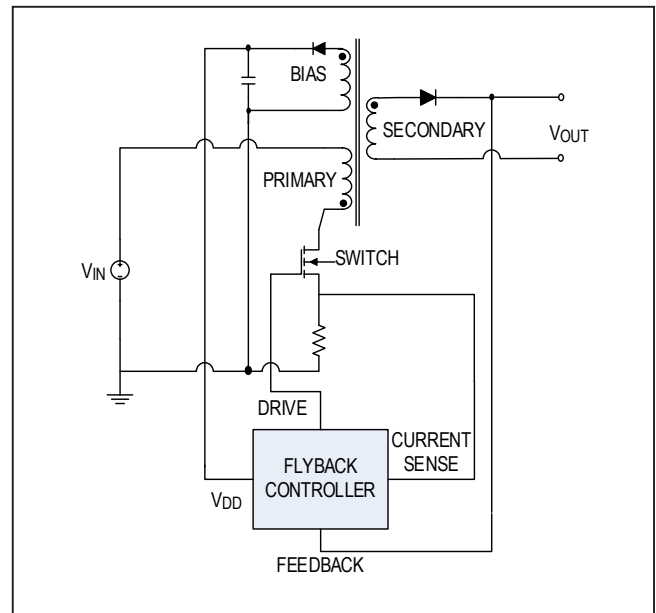 BIAS
SECONDARY
VOUT
PRIMARY
SWITCH
VIN
DRIVE
CURRENT
SENSE
FLYBACK
CONTROLLER
VDD
FEEDBACK